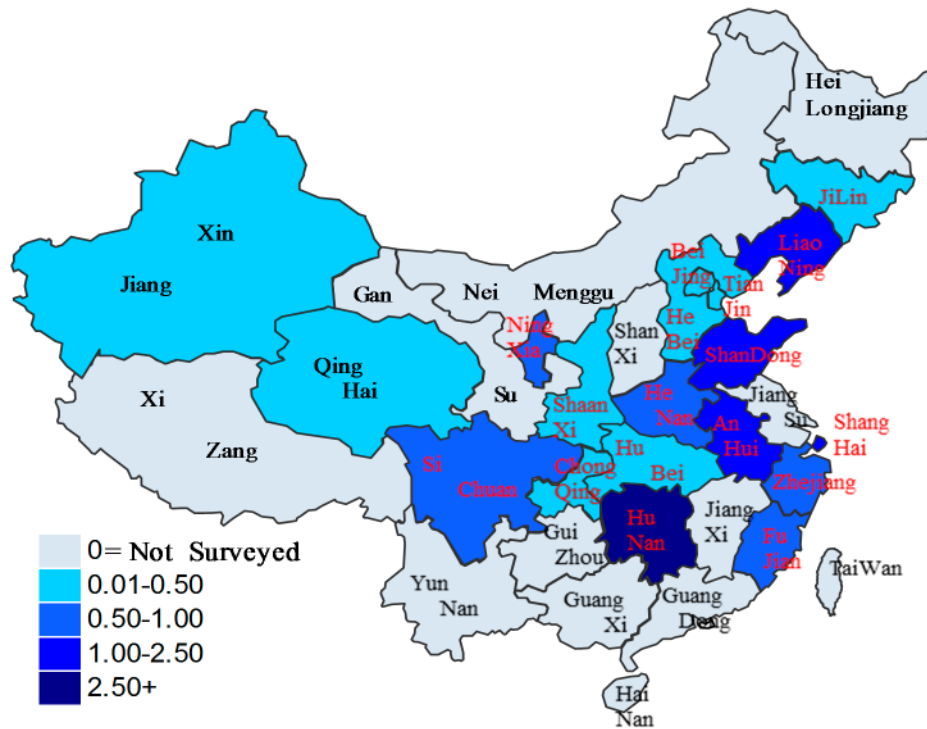 Hei
Longjiang
JiLin
Xin
Jiang
Liao
Ning
Bei
Jing
Tian
Jin
Gan
Nei
Menggu
Ning
Xia
He
Bei
Shan
Xi
ShanDong
Qing
Hai
Su
Xi
Zang
Shaan
Xi
He
Nan
Jiang
Su
An
Hui
Shang
Hai
Si
Chuan
Chong
Qing
Hu
Bei
Zhejiang
Hu
Nan
Jiang
Xi
Fu
Jian
Gui
Zhou
Yun
Nan
Guang
Xi
Guang
Dong
TaiWan
Hai
Nan
0= Not Surveyed
0.01-0.50
0.50-1.00
1.00-2.50
2.50+